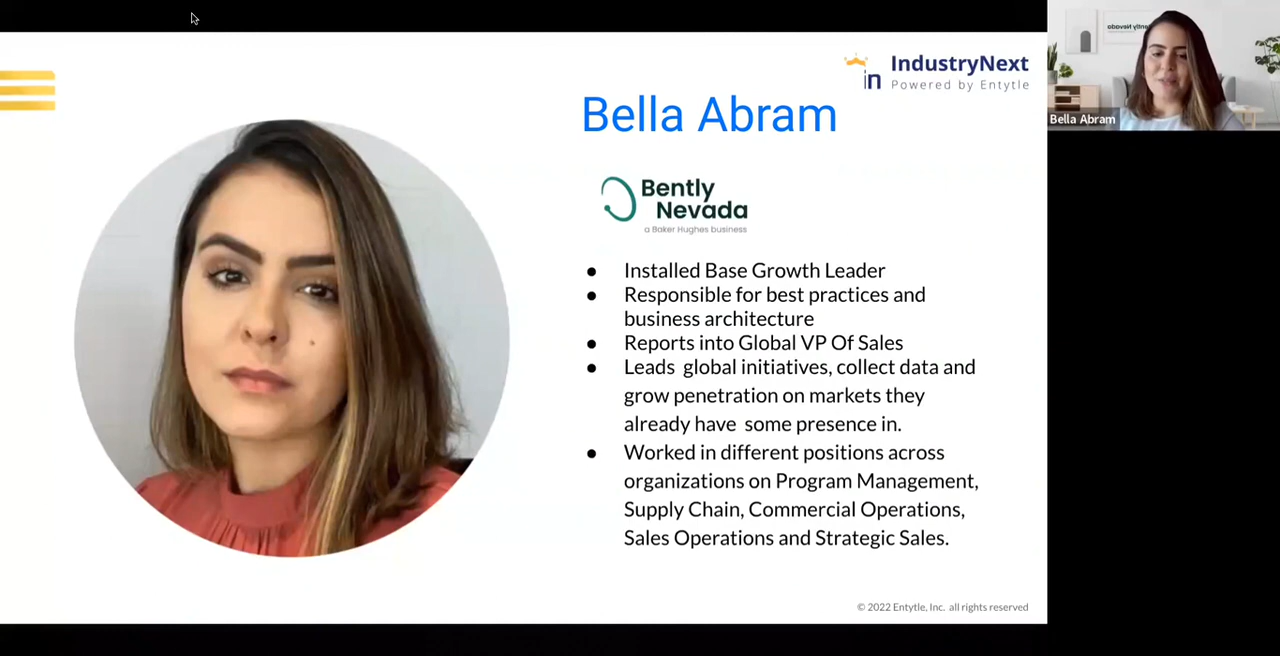 IndustryNext
in
Powered by Entytle
Bella Abram
Bella Abram
Bently
Nevada
a Baker Hughes business
● Installed Base Growth Leader
● Responsible for best practices and
business architecture
● Reports into Global VP Of Sales
● Leads global initiatives, collect data and
grow penetration on markets they
already have some presence in.
● Worked in different positions across
organizations on Program Management,
Supply Chain, Commercial Operations,
Sales Operations and Strategic Sales.
© 2022 Entytle, Inc. all rights reserved